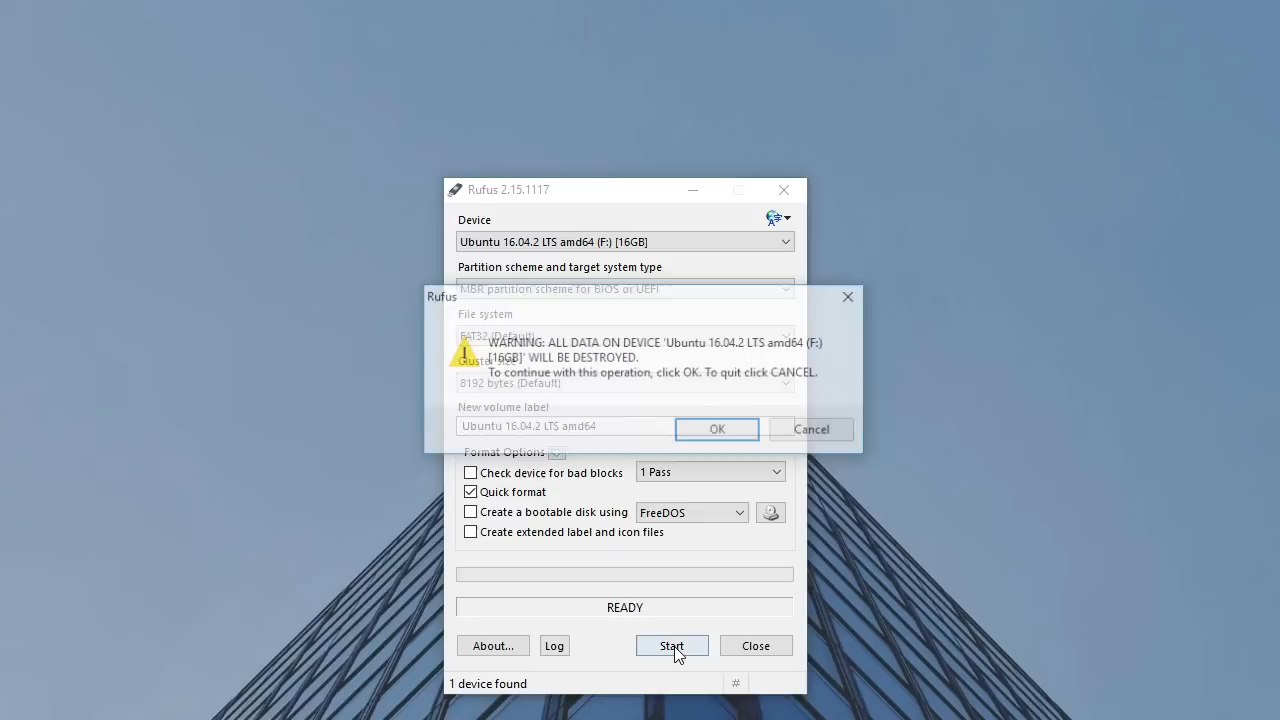 Rufus 2.15.1117
Device
Ubuntu 16.04.2 LTS amd64 (F:) [16GB]
Partition scheme and target system type
MBR partition scheme for BIOS or UEFI
Rufus
File system
FAT32 (Default)
WARNING: ALL DATA ON DEVICE 'Ubuntu 16.04.2 LTS amd64 (F:)
[16GB]' WILL BE DESTROYED.
To continue with this operation, click OK. To quit click CANCEL.
Cluster size
8192 bytes (Default)
New volume label
Ubuntu 16.04.2 LTS amd64
OK
Cancel
Format Options
Check device for bad blocks
1 Pass
Quick format
Create a bootable disk using
FreeDOS
Create extended label and icon files
READY
About...
Log
Start
Close
1 device found
#